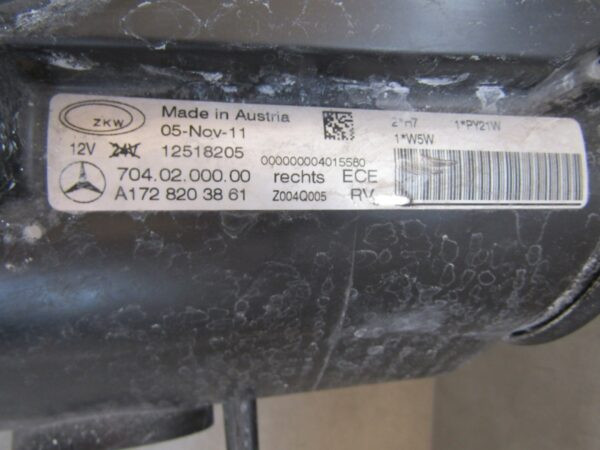 ZKW Made in Austria
05-Nov-11
12V 24V 12518205
000000004015580
704.02.000.00 rechts ECE
A172 820 38 61 Z004Q005 RV
1*PY21W
1*W5W